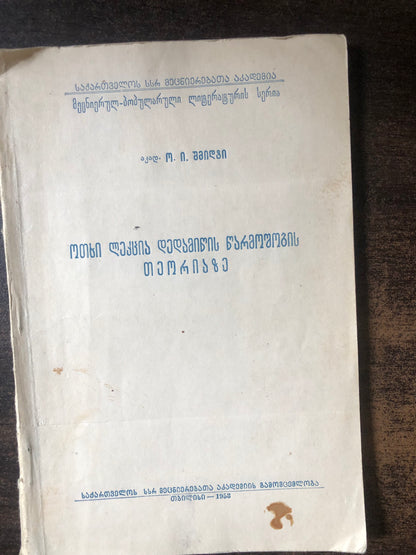 საქართველოს სსრ მეცნიერებათა აკადემია
მეცნიერულ-პოპულარული ლიტერატურის სერია
აკად. ო. ი. შმიდტი
ოთხი ლექცია დედამიწის წარმოშობის
თეორიაზე
საქართველოს სსრ მეცნიერებათა აკადემიის გამომცემლობა
თბილისი — 1958